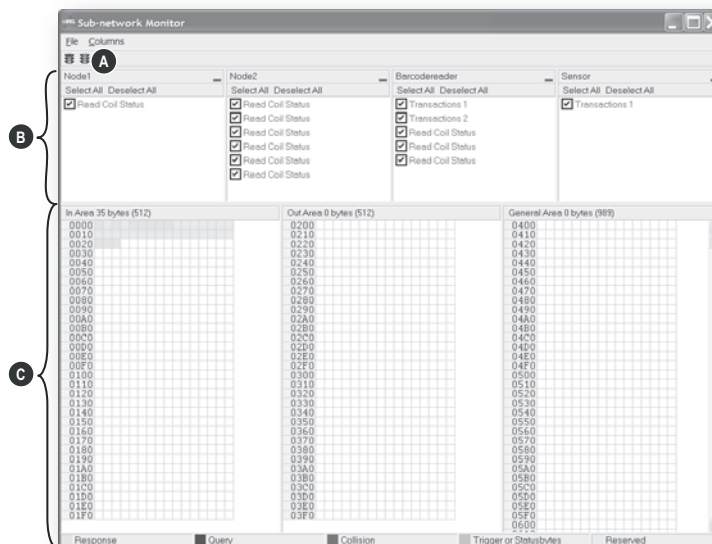 Sub-network Monitor
File Columns
A
Node1 Node2 Barcodereader Sensor
Select All Deselect All Select All Deselect All Select All Deselect All Select All Deselect All
Read Coil Status Read Coil Status Transactions 1 Transactions 1
Read Coil Status Transactions 2
Read Coil Status Read Coil Status
Read Coil Status Read Coil Status
Read Coil Status Read Coil Status
Read Coil Status
B
In Area 35 bytes (512) Out Area 0 bytes (512) General Area 0 bytes (989)
0000 0200 0400
0010 0210 0410
0020 0220 0420
0030 0230 0430
0040 0240 0440
0050 0250 0450
0060 0260 0460
0070 0270 0470
0080 0280 0480
0090 0290 0490
00A0 02A0 04A0
00B0 02B0 04B0
00C0 02C0 04C0
00D0 02D0 04D0
00E0 02E0 04E0
00F0 02F0 04F0
0100 0300 0500
0110 0310 0510
0120 0320 0520
0130 0330 0530
0140 0340 0540
0150 0350 0550
0160 0360 0560
0170 0370 0570
0180 0380 0580
0190 0390 0590
01A0 03A0 05A0
01B0 03B0 05B0
01C0 03C0 05C0
01D0 03D0 05D0
01E0 03E0 05E0
01F0 03F0 05F0
0600
C
Response Query Collision Trigger or Statusbytes Reserved